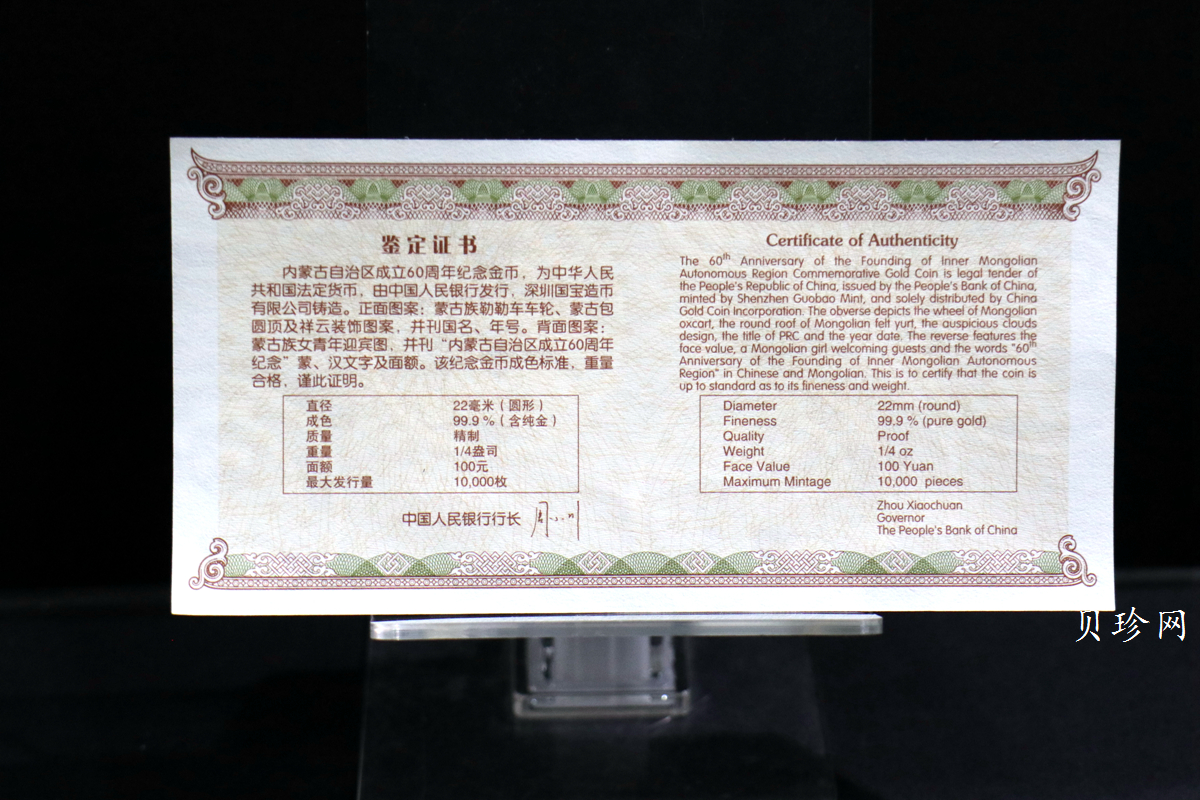 鉴定证书
内蒙古自治区成立60周年纪念金币，为中华人民
共和国法定货币，由中国人民银行发行，深圳国宝造币
有限公司铸造。正面图案：蒙古族勒勒车车轮、蒙古包
圆顶及祥云装饰图案，并刊国名、年号。背面图案：
蒙古族女青年迎宾图，并刊“内蒙古自治区成立60周年
纪念”蒙、汉文字及面额。该纪念金币成色标准，重量
合格，谨此证明。
直径 22毫米（圆形）
成色 99.9％（含纯金）
质量 精制
重量 1/4盎司
面额 100元
最大发行量 10,000枚
中国人民银行行长
Certificate of Authenticity
The 60th Anniversary of the Founding of Inner Mongolian
Autonomous Region Commemorative Gold Coin is legal tender of
the People's Republic of China, issued by the People's Bank of China,
minted by Shenzhen Guobao Mint, and solely distributed by China
Gold Coin Incorporation. The obverse depicts the wheel of Mongolian
oxcart, the round roof of Mongolian felt yurt, the auspicious clouds
design, the title of PRC and the year date. The reverse features the
face value, a Mongolian girl welcoming guests and the words "60th
Anniversary of the Founding of Inner Mongolian Autonomous
Region" in Chinese and Mongolian. This is to certify that the coin is
up to standard as to its fineness and weight.
Diameter 22mm (round)
Fineness 99.9 % (pure gold)
Quality Proof
Weight 1/4 oz
Face Value 100 Yuan
Maximum Mintage 10,000 pieces
Zhou Xiaochuan
Governor
The People's Bank of China
贝珍网